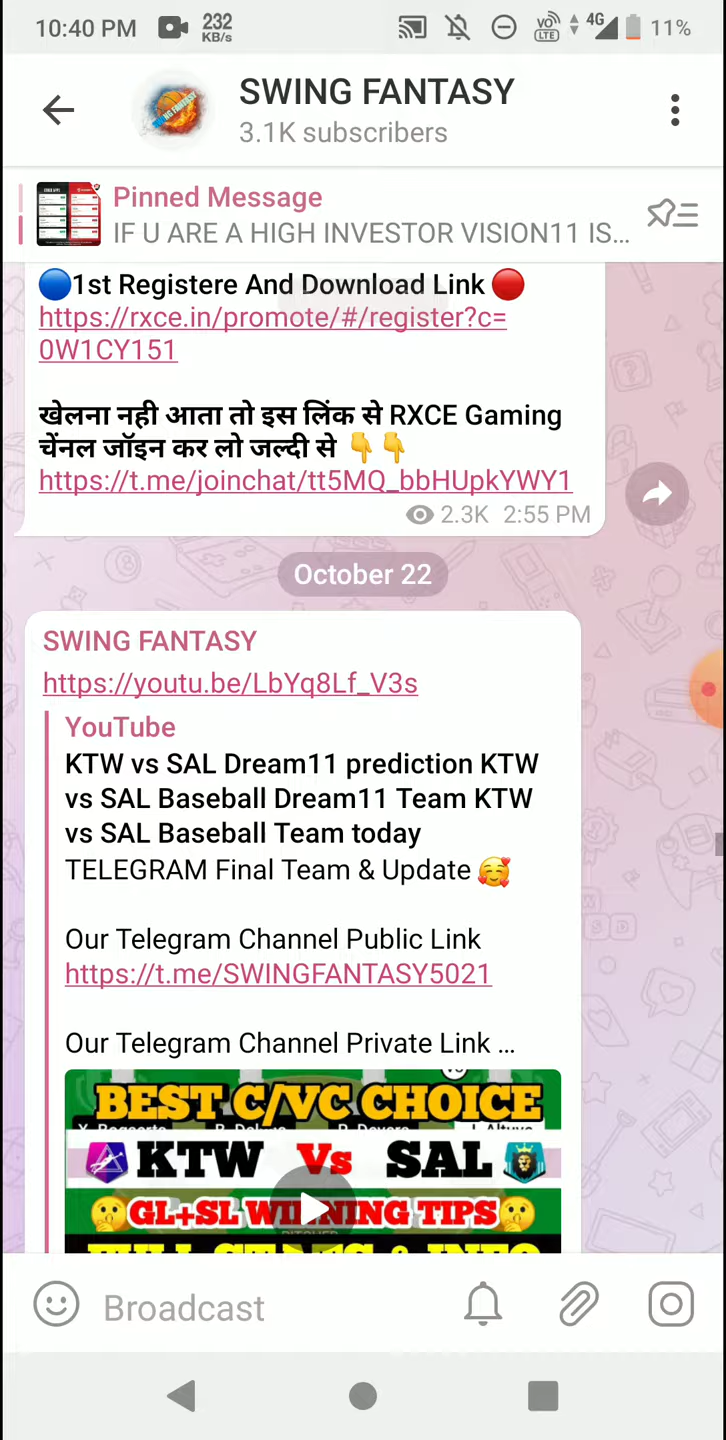 10:40 PM 232 KB/s VO LTE 4G 11%
SWING FANTASY
3.1K subscribers
Pinned Message
IF U ARE A HIGH INVESTOR VISION11 IS...
🔵1st Registere And Download Link 🔴
https://rxce.in/promote/#/register?c=
0W1CY151
खेलना नही आता तो इस लिंक से RXCE Gaming
चेंनल जॉइन कर लो जल्दी से 👇👇
https://t.me/joinchat/tt5MQ_bbHUpkYWY1
2.3K 2:55 PM
October 22
SWING FANTASY
https://youtu.be/LbYq8Lf_V3s
YouTube
KTW vs SAL Dream11 prediction KTW
vs SAL Baseball Dream11 Team KTW
vs SAL Baseball Team today
TELEGRAM Final Team & Update 🥰
Our Telegram Channel Public Link
https://t.me/SWINGFANTASY5021
Our Telegram Channel Private Link ...
BEST C/VC CHOICE
KTW Vs SAL
🤫GL+SL WINNING TIPS🤫
Broadcast